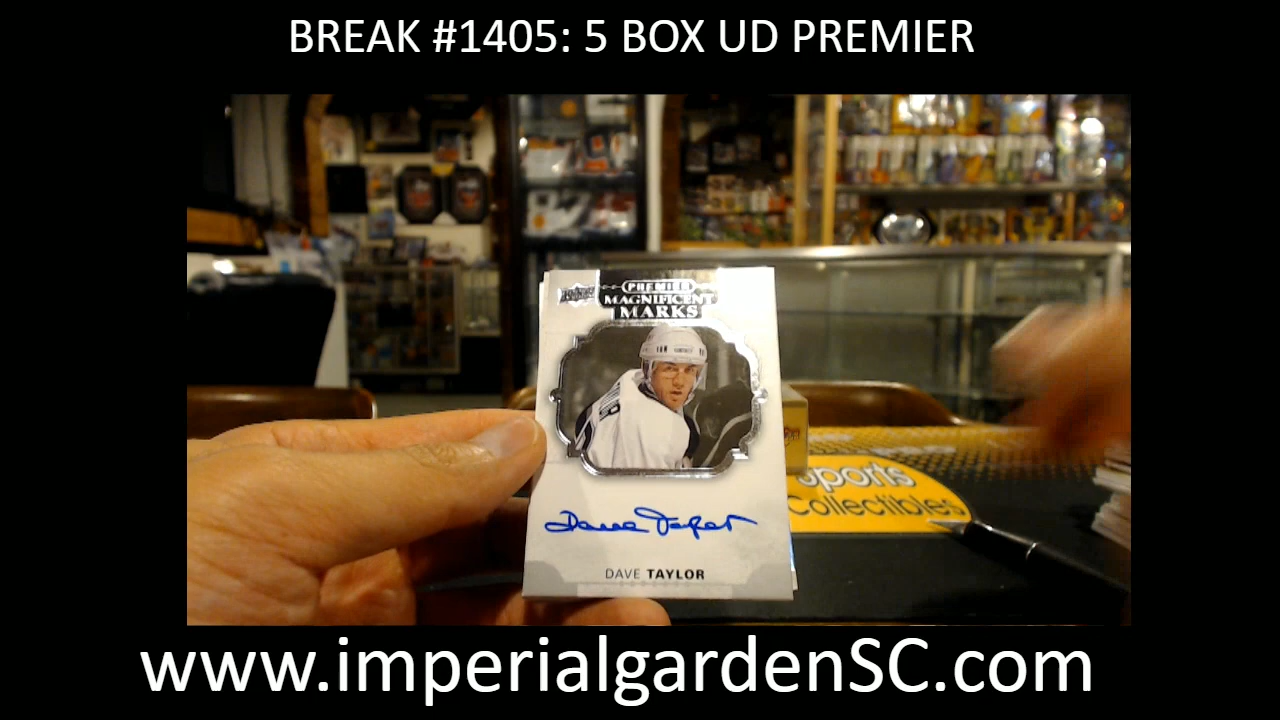 BREAK #1405: 5 BOX UD PREMIER
PREMIER
MAGNIFICENT
MARKS
Dave Taylor
DAVE TAYLOR
Sports
Collectibles
www.imperialgardenSC.com